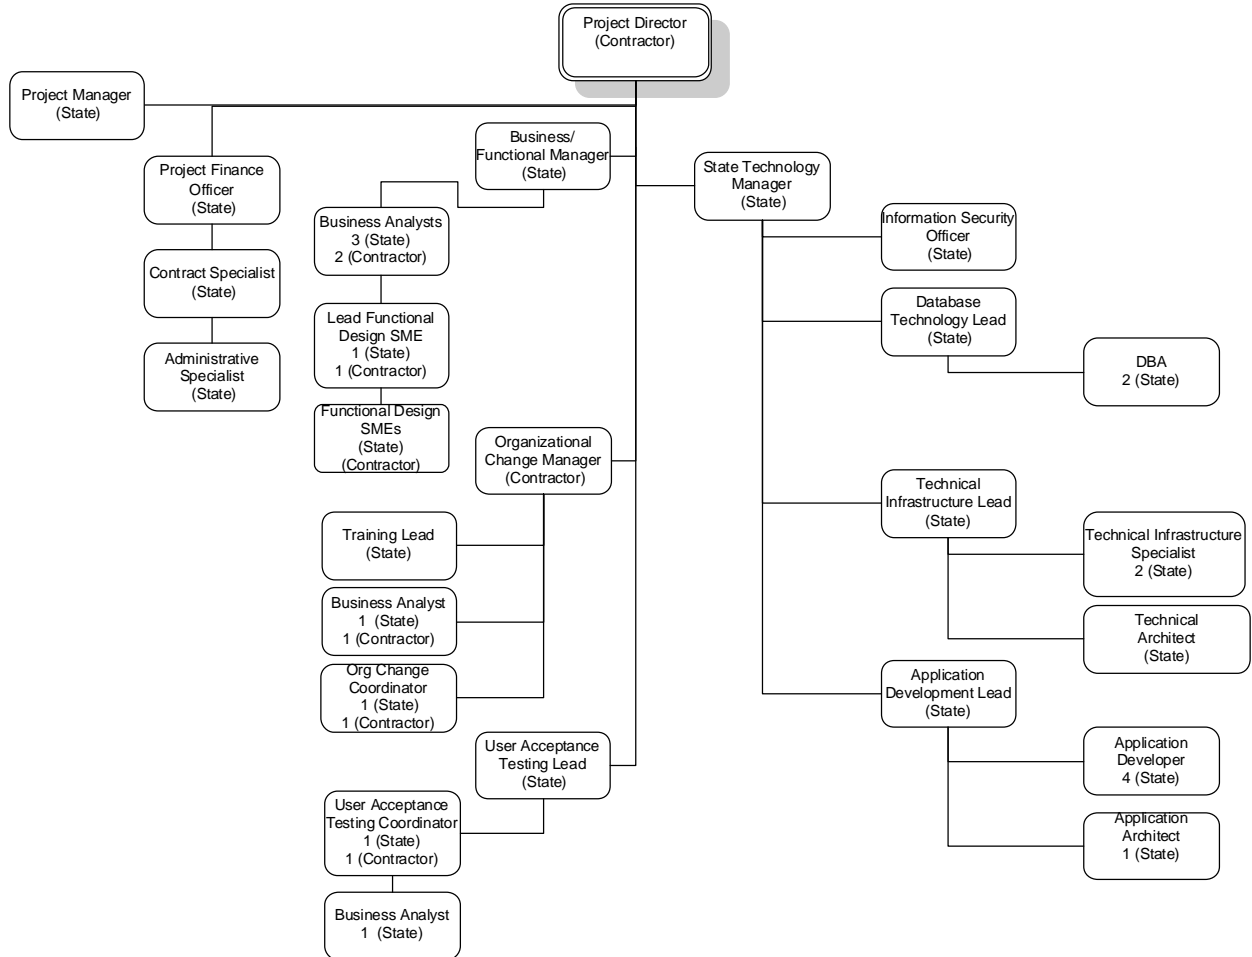 Project Director
(Contractor)
Project Manager
(State)
Project Finance
Officer
(State)
Contract Specialist
(State)
Administrative
Specialist
(State)
Business/
Functional Manager
(State)
Business Analysts
3 (State)
2 (Contractor)
Lead Functional
Design SME
1 (State)
1 (Contractor)
Functional Design
SMEs
(State)
(Contractor)
Organizational
Change Manager
(Contractor)
Training Lead
(State)
Business Analyst
1 (State)
1 (Contractor)
Org Change
Coordinator
1 (State)
1 (Contractor)
User Acceptance
Testing Lead
(State)
User Acceptance
Testing Coordinator
1 (State)
1 (Contractor)
Business Analyst
1 (State)
State Technology
Manager
(State)
Information Security
Officer
(State)
Database
Technology Lead
(State)
DBA
2 (State)
Technical
Infrastructure Lead
(State)
Technical Infrastructure
Specialist
2 (State)
Technical
Architect
(State)
Application
Development Lead
(State)
Application
Developer
4 (State)
Application
Architect
1 (State)